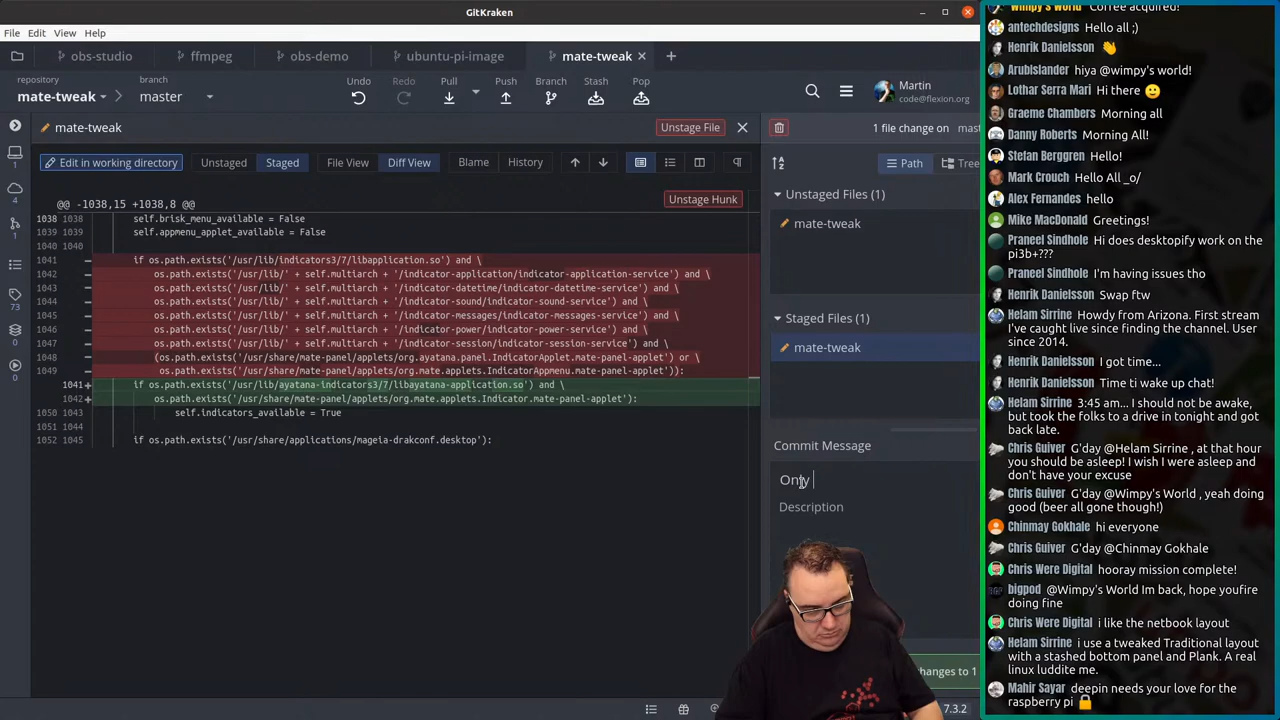 GitKraken
File Edit View Help
obs-studio
ffmpeg
obs-demo
ubuntu-pi-image
mate-tweak
repository
mate-tweak
branch
master
Undo
Redo
Pull
Push
Branch
Stash
Pop
Martin
code@flexion.org
mate-tweak
Unstage File
1 file change on
Edit in working directory
Unstaged
Staged
File View
Diff View
Blame
History
Path
Tree
@@ -1038,15 +1038,8 @@
Unstage Hunk
1038 1038 self.brisk_menu_available = False
1039 1039 self.appmenu_applet_available = False
1040 1040
1041 - if os.path.exists('/usr/lib/indicators3/7/libapplication.so') and \
1042 - os.path.exists('/usr/lib/' + self.multiarch + '/indicator-application/indicator-application-service') and \
1043 - os.path.exists('/usr/lib/' + self.multiarch + '/indicator-datetime/indicator-datetime-service') and \
1044 - os.path.exists('/usr/lib/' + self.multiarch + '/indicator-sound/indicator-sound-service') and \
1045 - os.path.exists('/usr/lib/' + self.multiarch + '/indicator-messages/indicator-messages-service') and \
1046 - os.path.exists('/usr/lib/' + self.multiarch + '/indicator-power/indicator-power-service') and \
1047 - os.path.exists('/usr/lib/' + self.multiarch + '/indicator-session/indicator-session-service') and \
1048 - (os.path.exists('/usr/share/mate-panel/applets/org.ayatana.panel.IndicatorApplet.mate-panel-applet') or \
1049 - os.path.exists('/usr/share/mate-panel/applets/org.mate.applets.IndicatorAppmenu.mate-panel-applet')):
1041 + if os.path.exists('/usr/lib/ayatana-indicators3/7/libayatana-application.so') and \
1042 + os.path.exists('/usr/share/mate-panel/applets/org.mate.applets.Indicator.mate-panel-applet'):
1050 1043 self.indicators_available = True
1051 1044
1052 1045 if os.path.exists('/usr/share/applications/mageia-drakconf.desktop'):
1
4
1
73
0
0
Unstaged Files (1)
mate-tweak
Staged Files (1)
mate-tweak
Commit Message
Only
Description
hanges to 1
7.3.2
Wimpy's World Coffee acquired!
antechdesigns Hello all ;)
Henrik Danielsson 👋
Arubislander hiya @wimpy's world!
Lothar Serra Mari Hi there 🙂
Graeme Chambers Morning all
Danny Roberts Morning All!
Stefan Berggren Hello!
Mark Crouch Hello All _o/
Alex Fernandes hello
Mike MacDonald Greetings!
Praneel Sindhole Hi does desktopify work on the
pi3b+???
Praneel Sindhole I'm having issues tho
Henrik Danielsson Swap ftw
Helam Sirrine Howdy from Arizona. First stream
I've caught live since finding the channel. User
since 2014.
Henrik Danielsson I got time...
Henrik Danielsson Time ti wake up chat!
Helam Sirrine 3:45 am... I should not be awake,
but took the folks to a drive in tonight and got
back late.
Chris Guiver G'day @Helam Sirrine , at that hour
you should be asleep! I wish I were asleep and
don't have your excuse
Chris Guiver G'day @Wimpy's World , yeah doing
good (beer all gone though!)
Chinmay Gokhale hi everyone
Chris Guiver G'day @Chinmay Gokhale
Chris Were Digital hooray mission complete!
bigpod @Wimpy's World Im back, hope youfire
doing fine
Chris Were Digital i like the netbook layout
Helam Sirrine i use a tweaked Traditional layout
with a stashed bottom panel and Plank. A real
linux luddite me.
Mahir Sayar deepin needs your love for the
raspberry pi 🔒